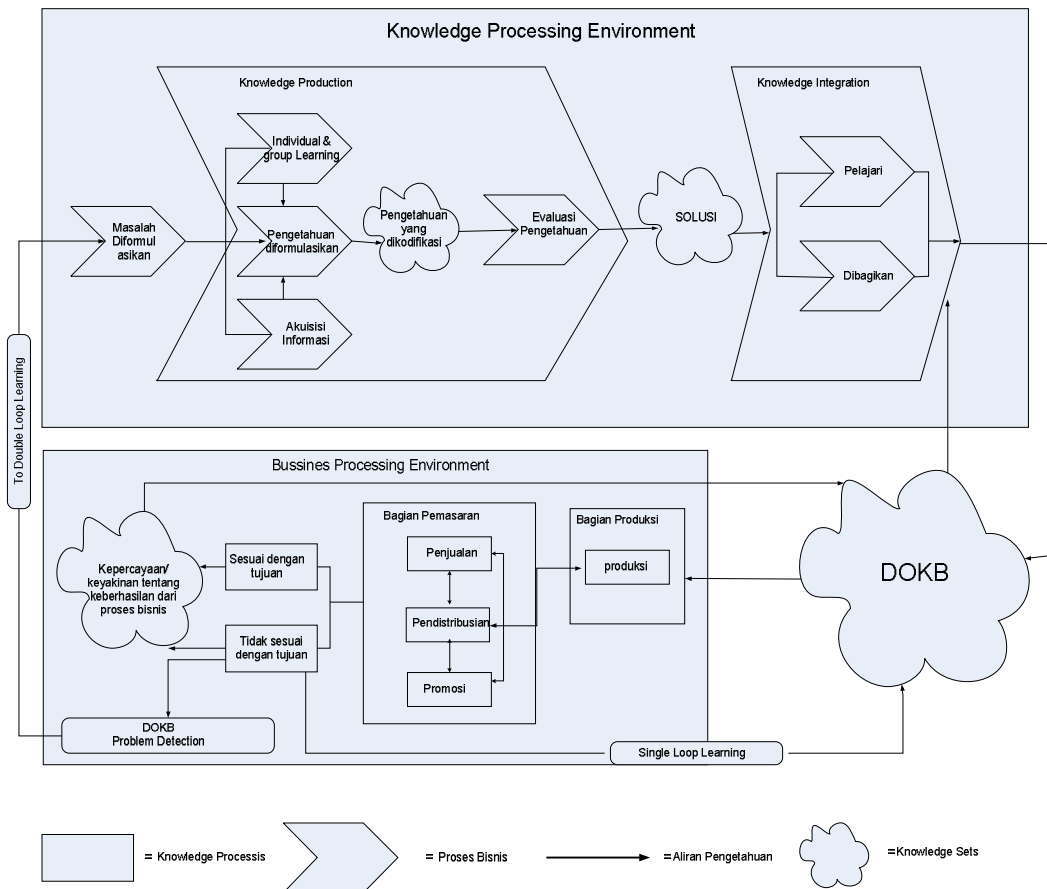 Knowledge Processing Environment
Knowledge Production
Individual &
group Learning
Masalah
Diformul
asikan
Pengetahuan
diformulasikan
Akuisisi
Informasi
Pengetahuan
yang
dikodifikasi
Evaluasi
Pengetahuan
SOLUSI
Knowledge Integration
Pelajari
Dibagikan
To Double Loop Learning
Bussines Processing Environment
Kepercayaan/
keyakinan tentang
keberhasilan dari
proses bisnis
Sesuai dengan
tujuan
Tidak sesuai
dengan tujuan
DOKB
Problem Detection
Bagian Pemasaran
Penjualan
Pendistribusian
Promosi
Bagian Produksi
produksi
Single Loop Learning
DOKB
= Knowledge Processis
= Proses Bisnis
=Aliran Pengetahuan
=Knowledge Sets